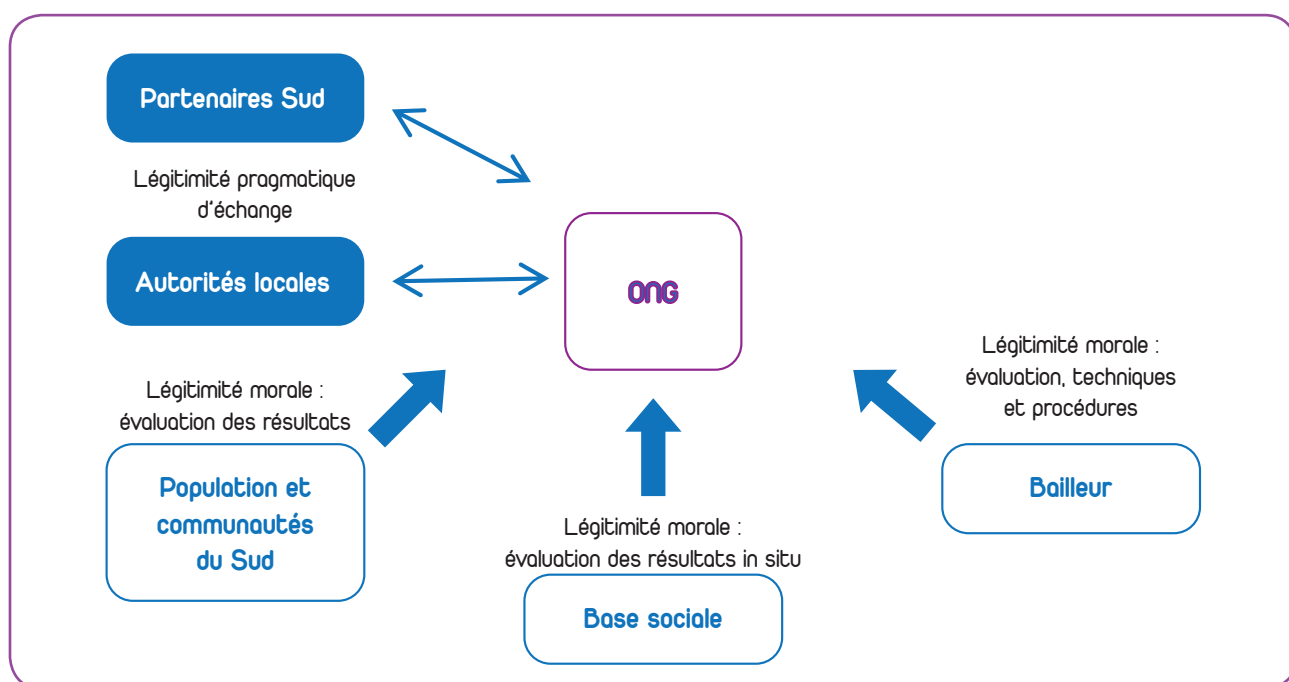 Partenaires Sud
Légitimité pragmatique
d'échange
Autorités locales
ONG
Légitimité morale :
évaluation des résultats
Population et
communautés
du Sud
Légitimité morale :
évaluation des résultats in situ
Base sociale
Légitimité morale :
évaluation, techniques
et procédures
Bailleur